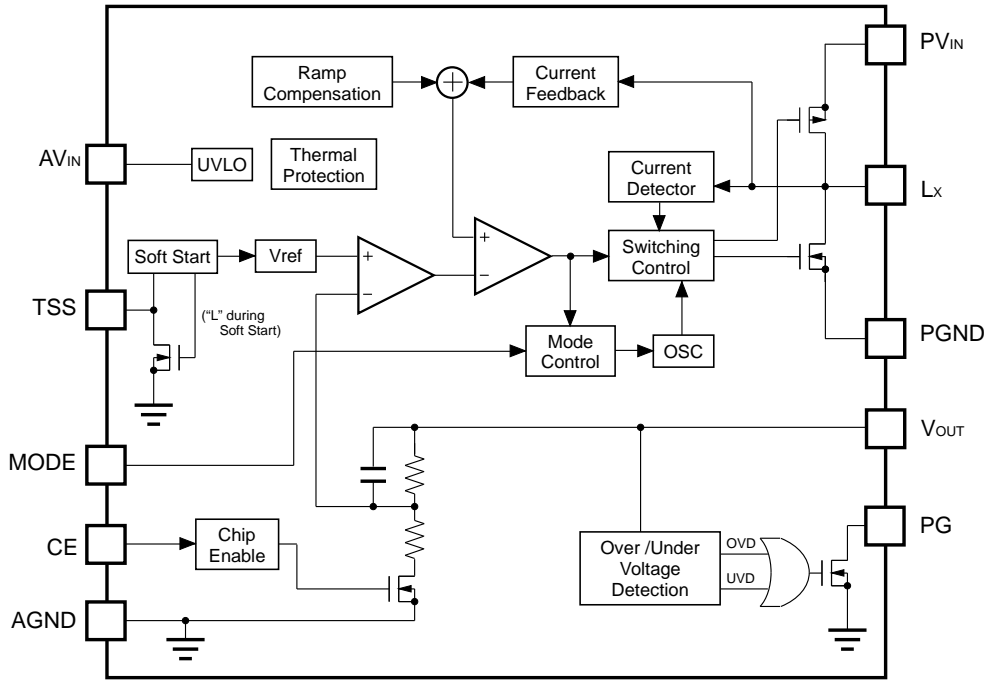 PVIN
Ramp
Compensation
+
Current
Feedback
AVIN
UVLO
Thermal
Protection
Current
Detector
LX
Soft Start
Vref
+
−
+
−
Switching
Control
TSS
("L" during
Soft Start)
Mode
Control
OSC
PGND
VOUT
MODE
CE
Chip
Enable
Over /Under
Voltage
Detection
OVD
UVD
PG
AGND